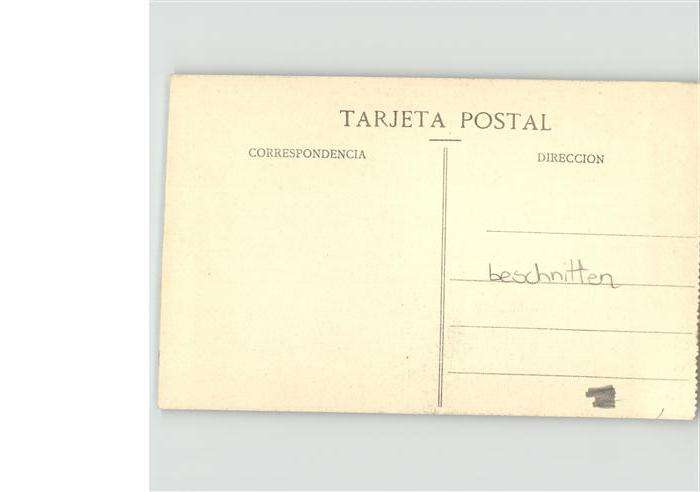 TARJETA POSTAL
CORRESPONDENCIA
DIRECCION
beschnitten